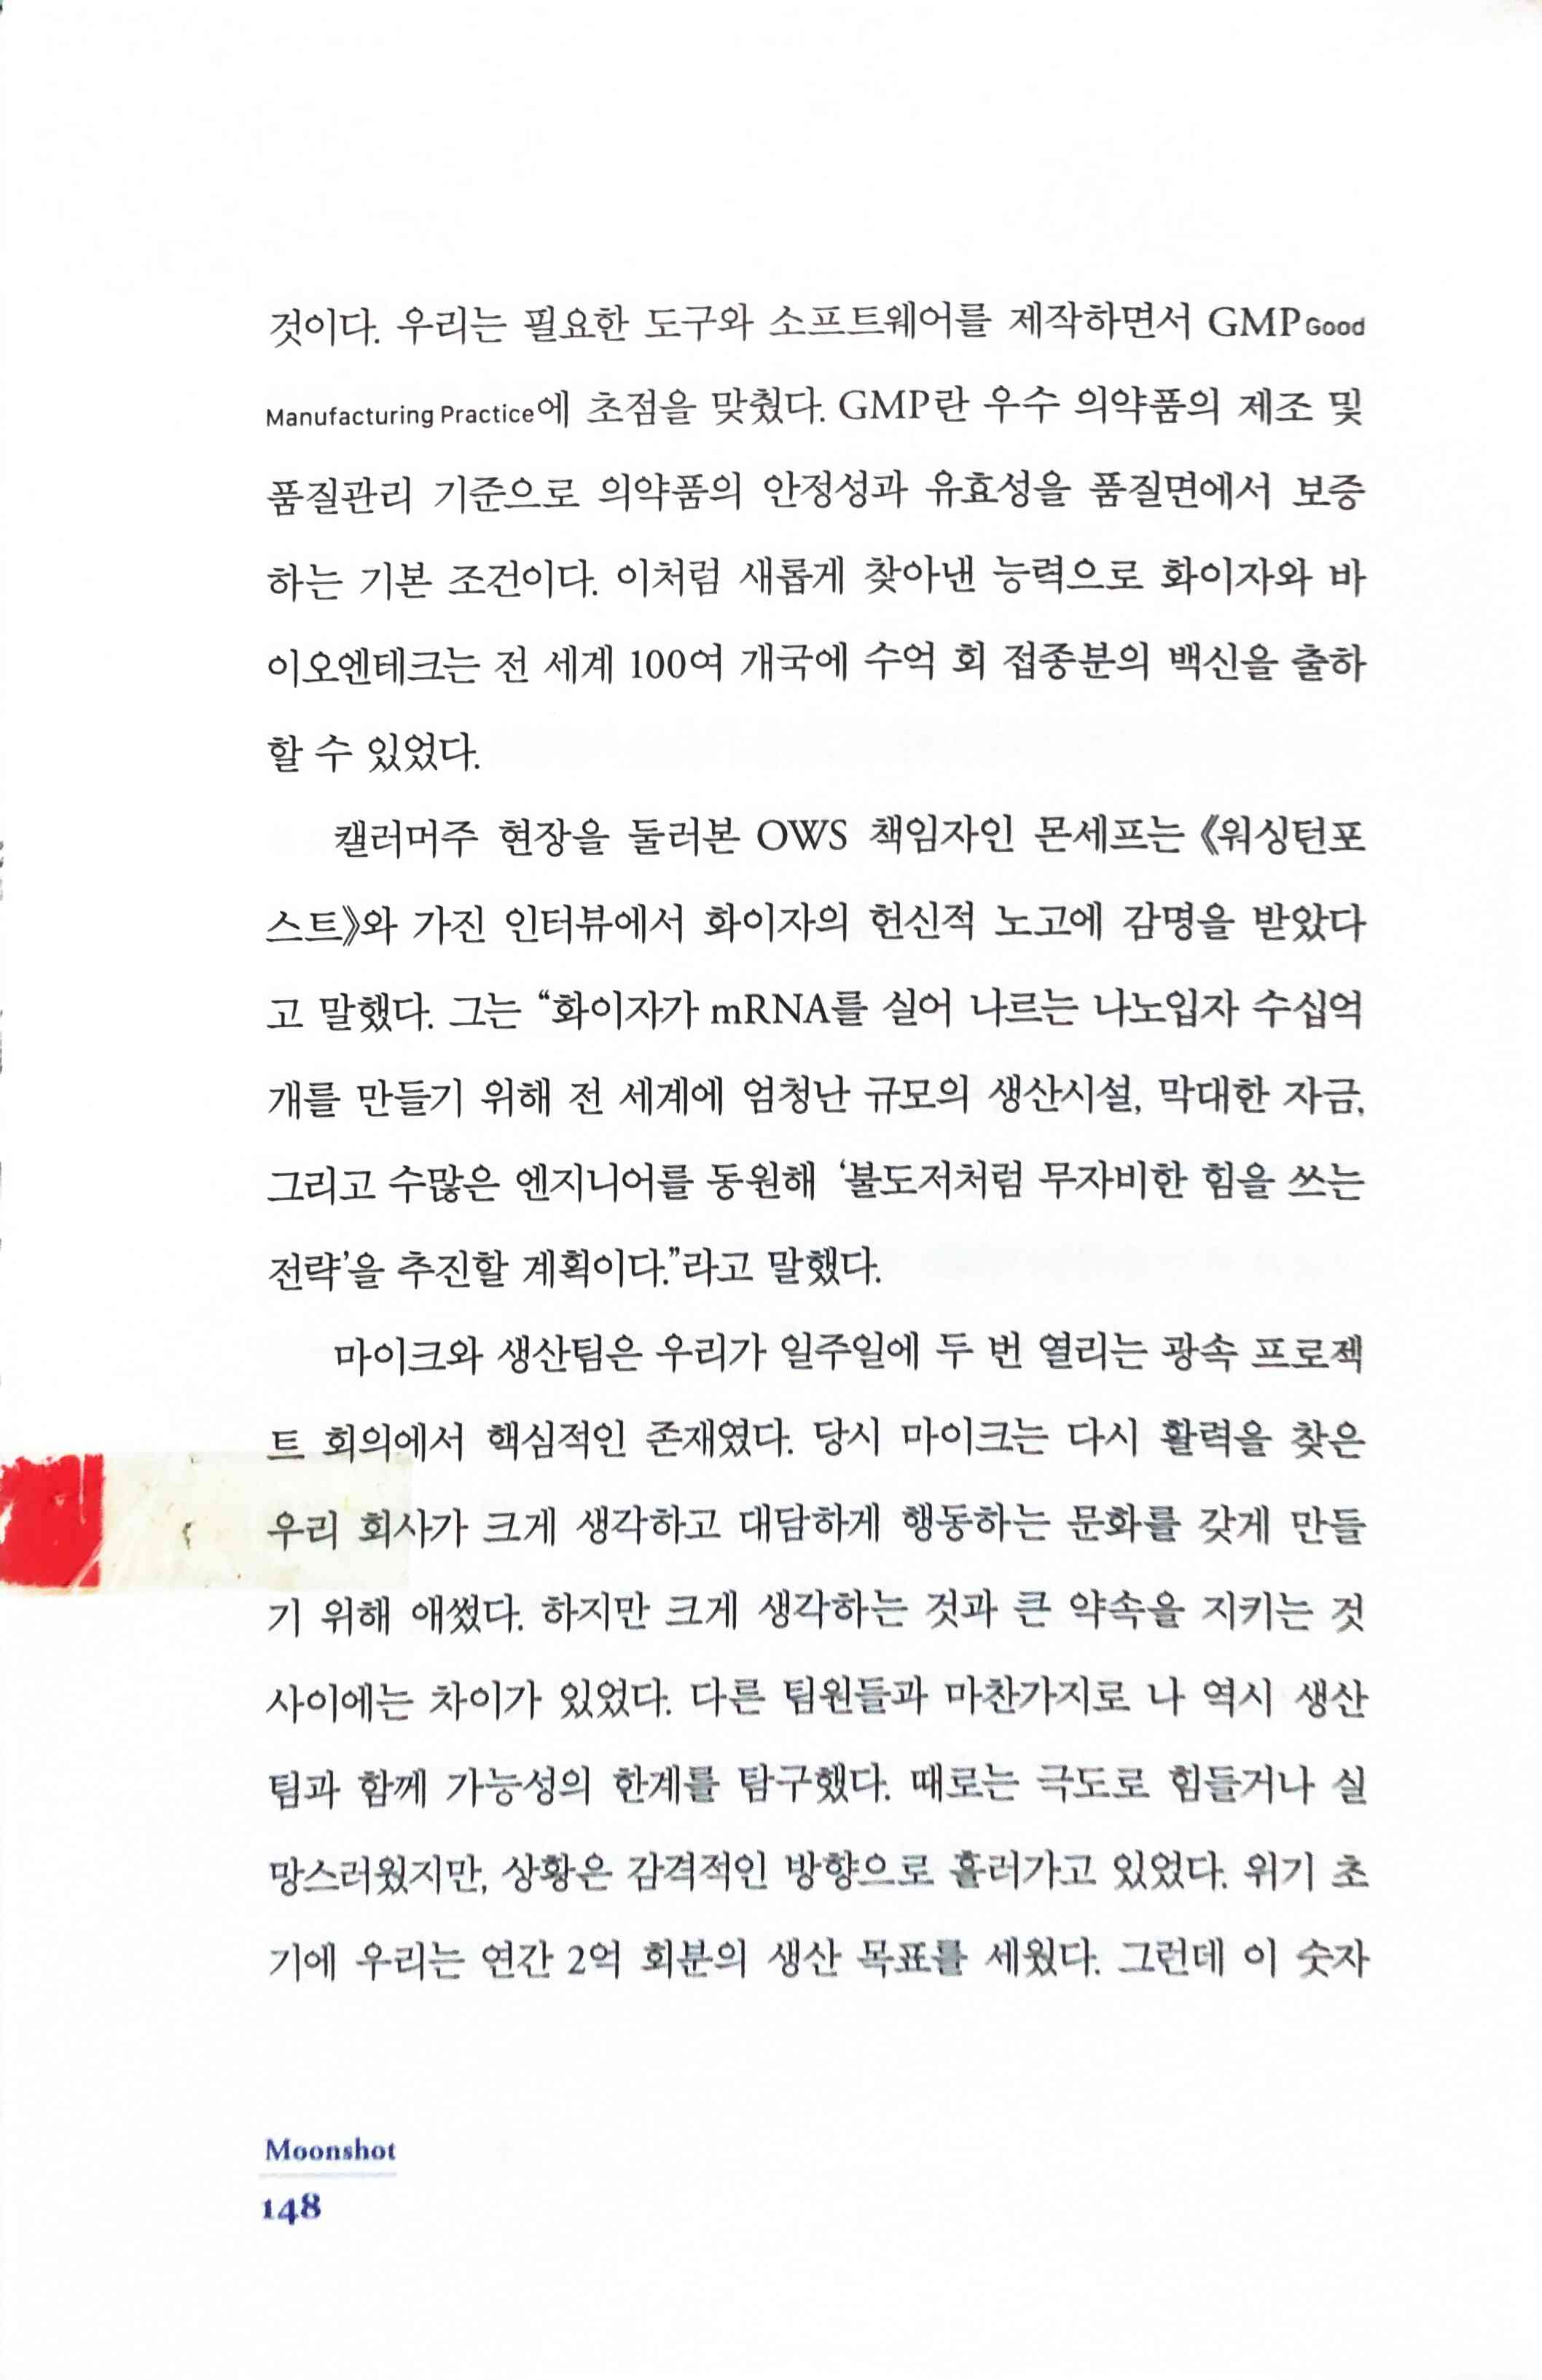 것이다. 우리는 필요한 도구와 소프트웨어를 제작하면서 GMP Good
Manufacturing Practice에 초점을 맞췄다. GMP란 우수 의약품의 제조 및
품질관리 기준으로 의약품의 안정성과 유효성을 품질면에서 보증
하는 기본 조건이다. 이처럼 새롭게 찾아낸 능력으로 화이자와 바
이오엔테크는 전 세계 100여 개국에 수억 회 접종분의 백신을 출하
할 수 있었다.
캘러머주 현장을 둘러본 OWS 책임자인 몬세프는 《워싱턴포
스트》와 가진 인터뷰에서 화이자의 헌신적 노고에 감명을 받았다
고 말했다. 그는 “화이자가 mRNA를 실어 나르는 나노입자 수십억
개를 만들기 위해 전 세계에 엄청난 규모의 생산시설, 막대한 자금,
그리고 수많은 엔지니어를 동원해 ‘불도저처럼 무자비한 힘을 쓰는
전략’을 추진할 계획이다.”라고 말했다.
마이크와 생산팀은 우리가 일주일에 두 번 열리는 광속 프로젝
트 회의에서 핵심적인 존재였다. 당시 마이크는 다시 활력을 찾은
우리 회사가 크게 생각하고 대담하게 행동하는 문화를 갖게 만들
기 위해 애썼다. 하지만 크게 생각하는 것과 큰 약속을 지키는 것
사이에는 차이가 있었다. 다른 팀원들과 마찬가지로 나 역시 생산
팀과 함께 가능성의 한계를 탐구했다. 때로는 극도로 힘들거나 실
망스러웠지만, 상황은 감격적인 방향으로 흘러가고 있었다. 위기 초
기에 우리는 연간 2억 회분의 생산 목표를 세웠다. 그런데 이 숫자
Moonshot
148